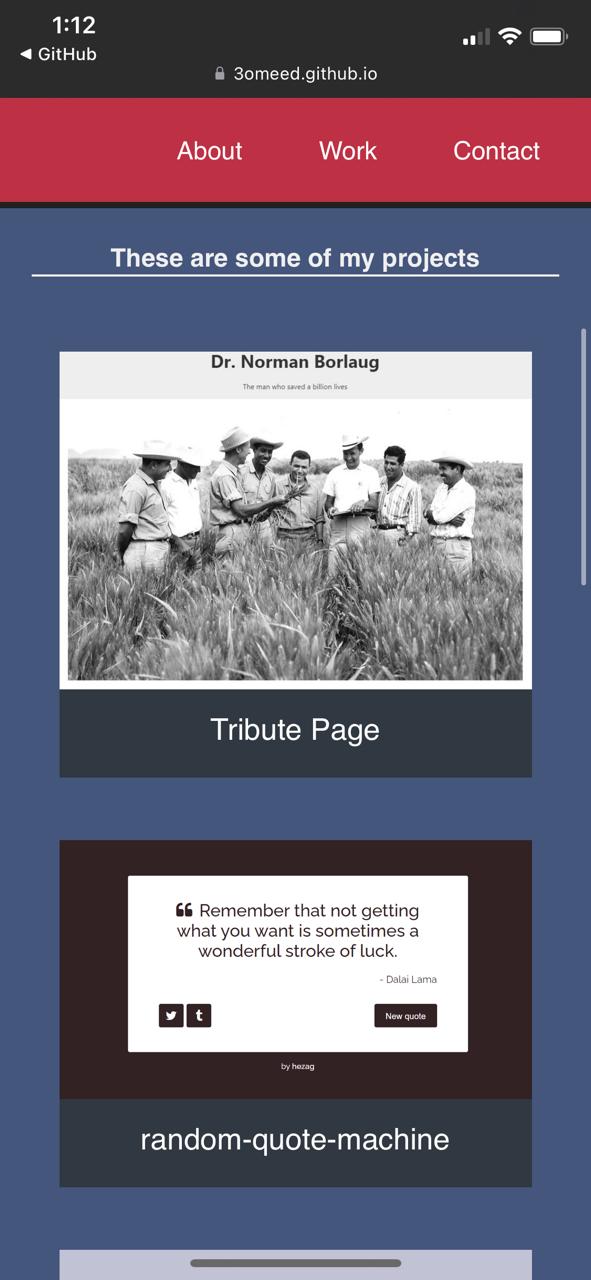 1:12
◀ GitHub
3omeed.github.io
About Work Contact
These are some of my projects
Dr. Norman Borlaug
The man who saved a billion lives
Tribute Page
❝ Remember that not getting
what you want is sometimes a
wonderful stroke of luck.
- Dalai Lama
New quote
by hezag
random-quote-machine